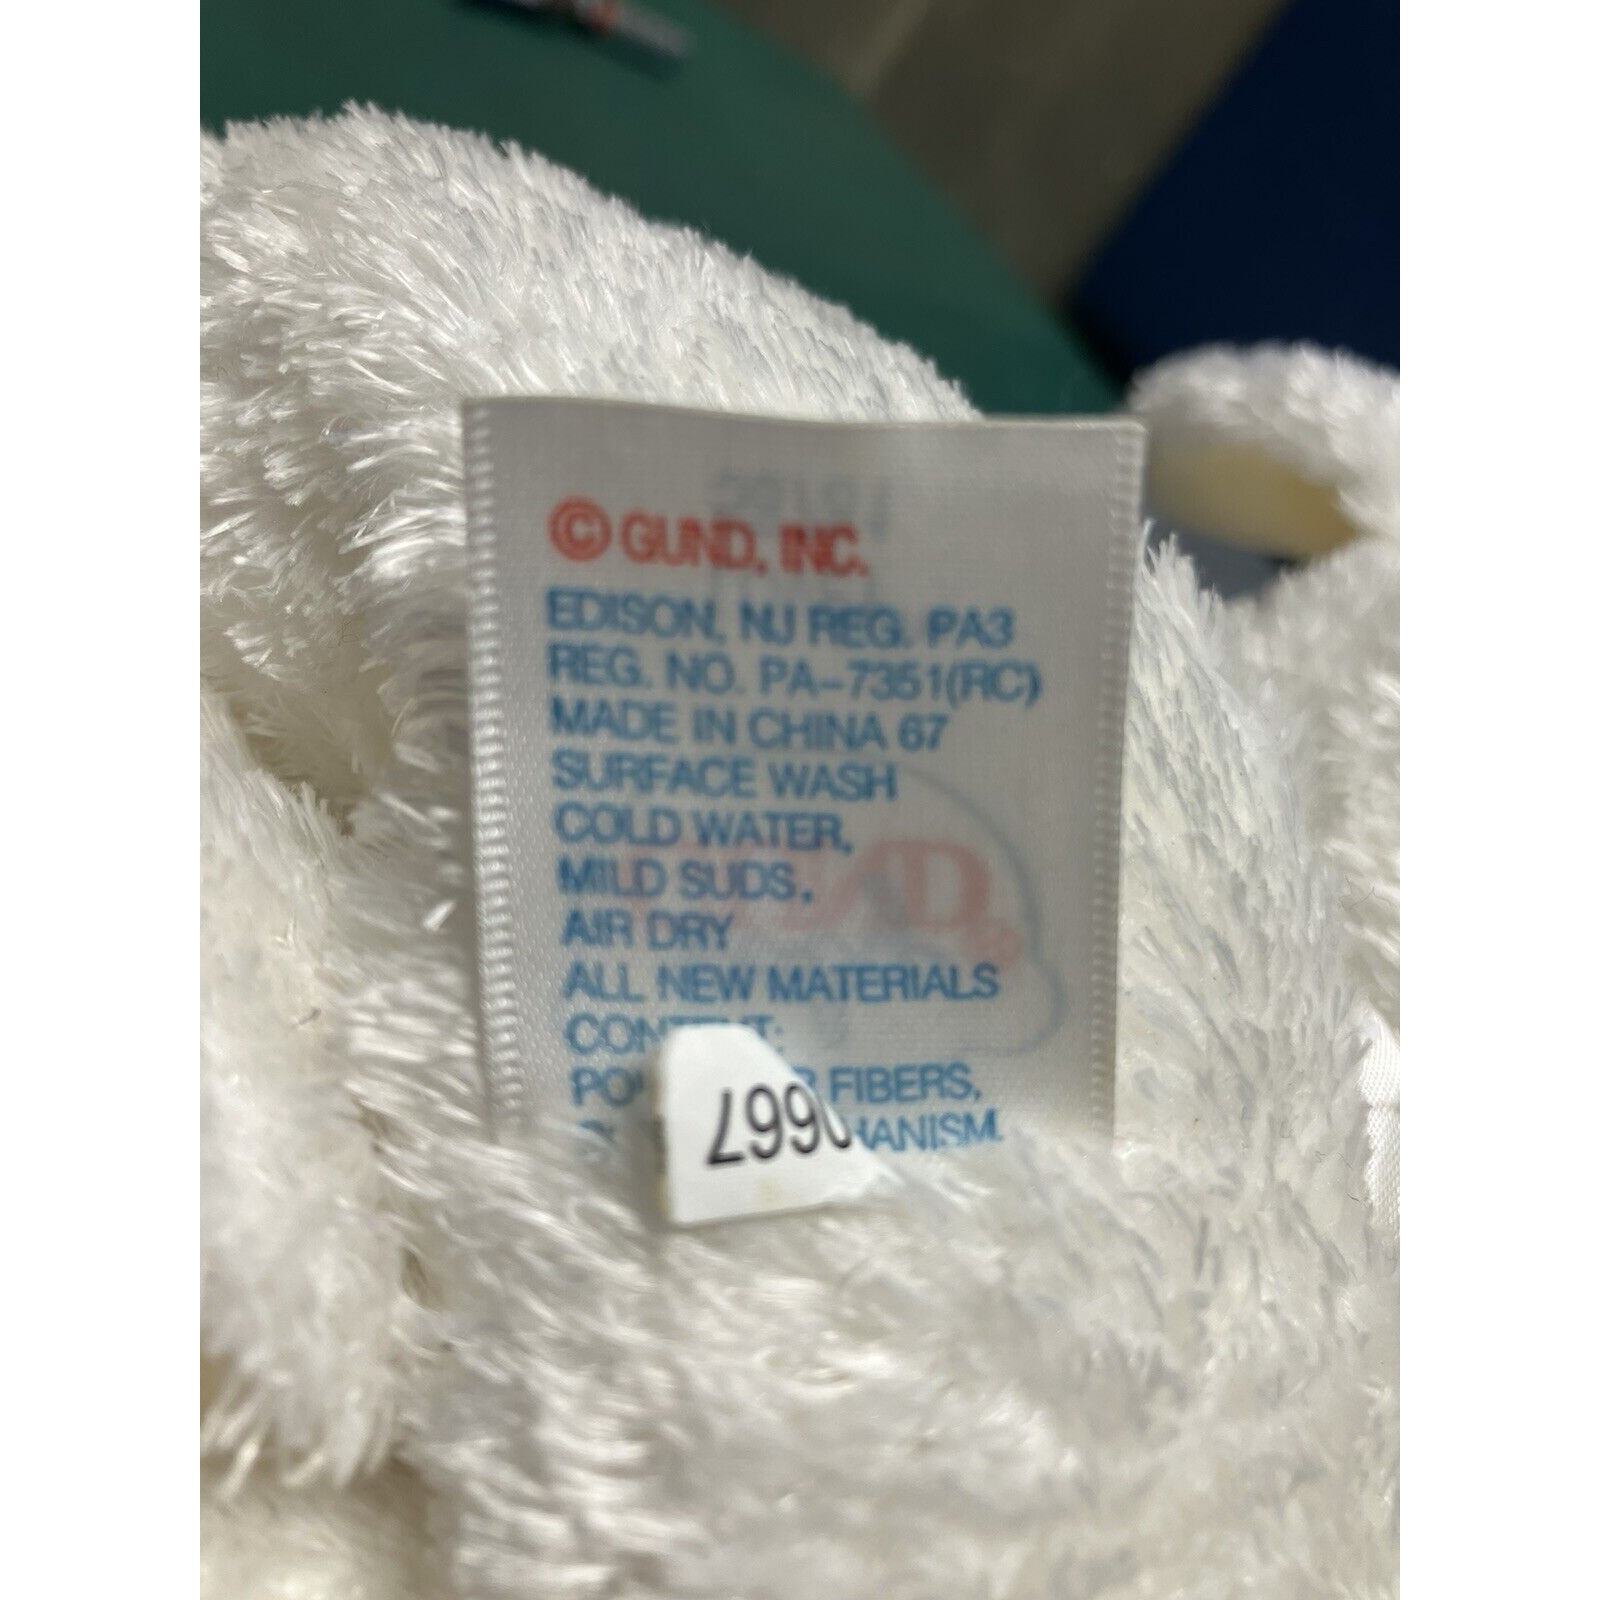 © GUND, INC.
EDISON, NJ REG. PA3
REG. NO. PA-7351(RC)
MADE IN CHINA 67
SURFACE WASH
COLD WATER,
MILD SUDS,
AIR DRY
ALL NEW MATERIALS
FIBERS,